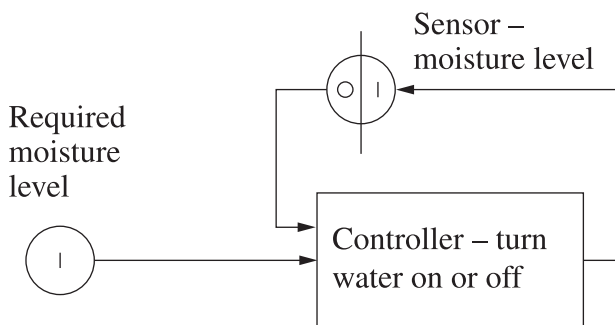 Sensor –
moisture level
O I
Required
moisture
level
I
Controller – turn
water on or off